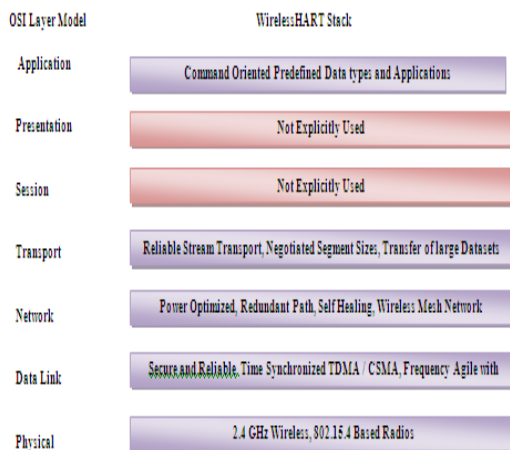 OSI Layer Model WirelessHART Stack
Application Command Oriented Predefined Data types and Applications
Presentation Not Explicitly Used
Session Not Explicitly Used
Transport Reliable Stream Transport, Negotiated Segment Sizes, Transfer of large Datasets
Network Power Optimized, Redundant Path, Self Healing, Wireless Mesh Network
Data Link Secure and Reliable, Time Synchronized TDMA / CSMA, Frequency Agile with
Physical 2.4 GHz Wireless, 802.15.4 Based Radios